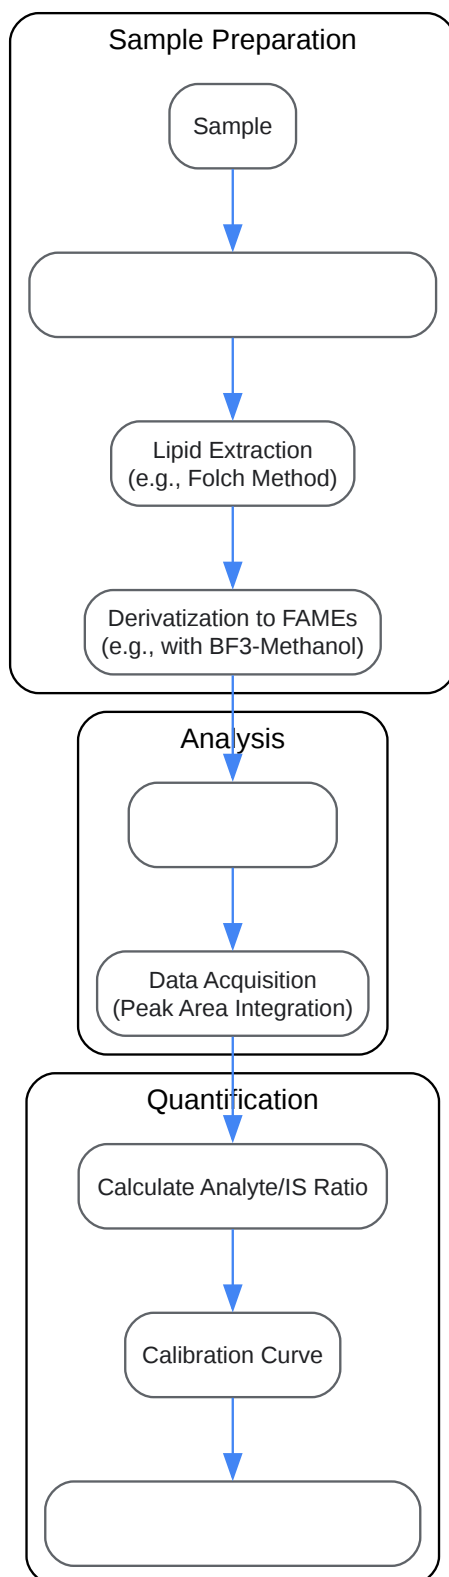 Sample Preparation
Sample
Lipid Extraction
(e.g., Folch Method)
Derivatization to FAMEs
(e.g., with BF3-Methanol)
Analysis
Data Acquisition
(Peak Area Integration)
Quantification
Calculate Analyte/IS Ratio
Calibration Curve